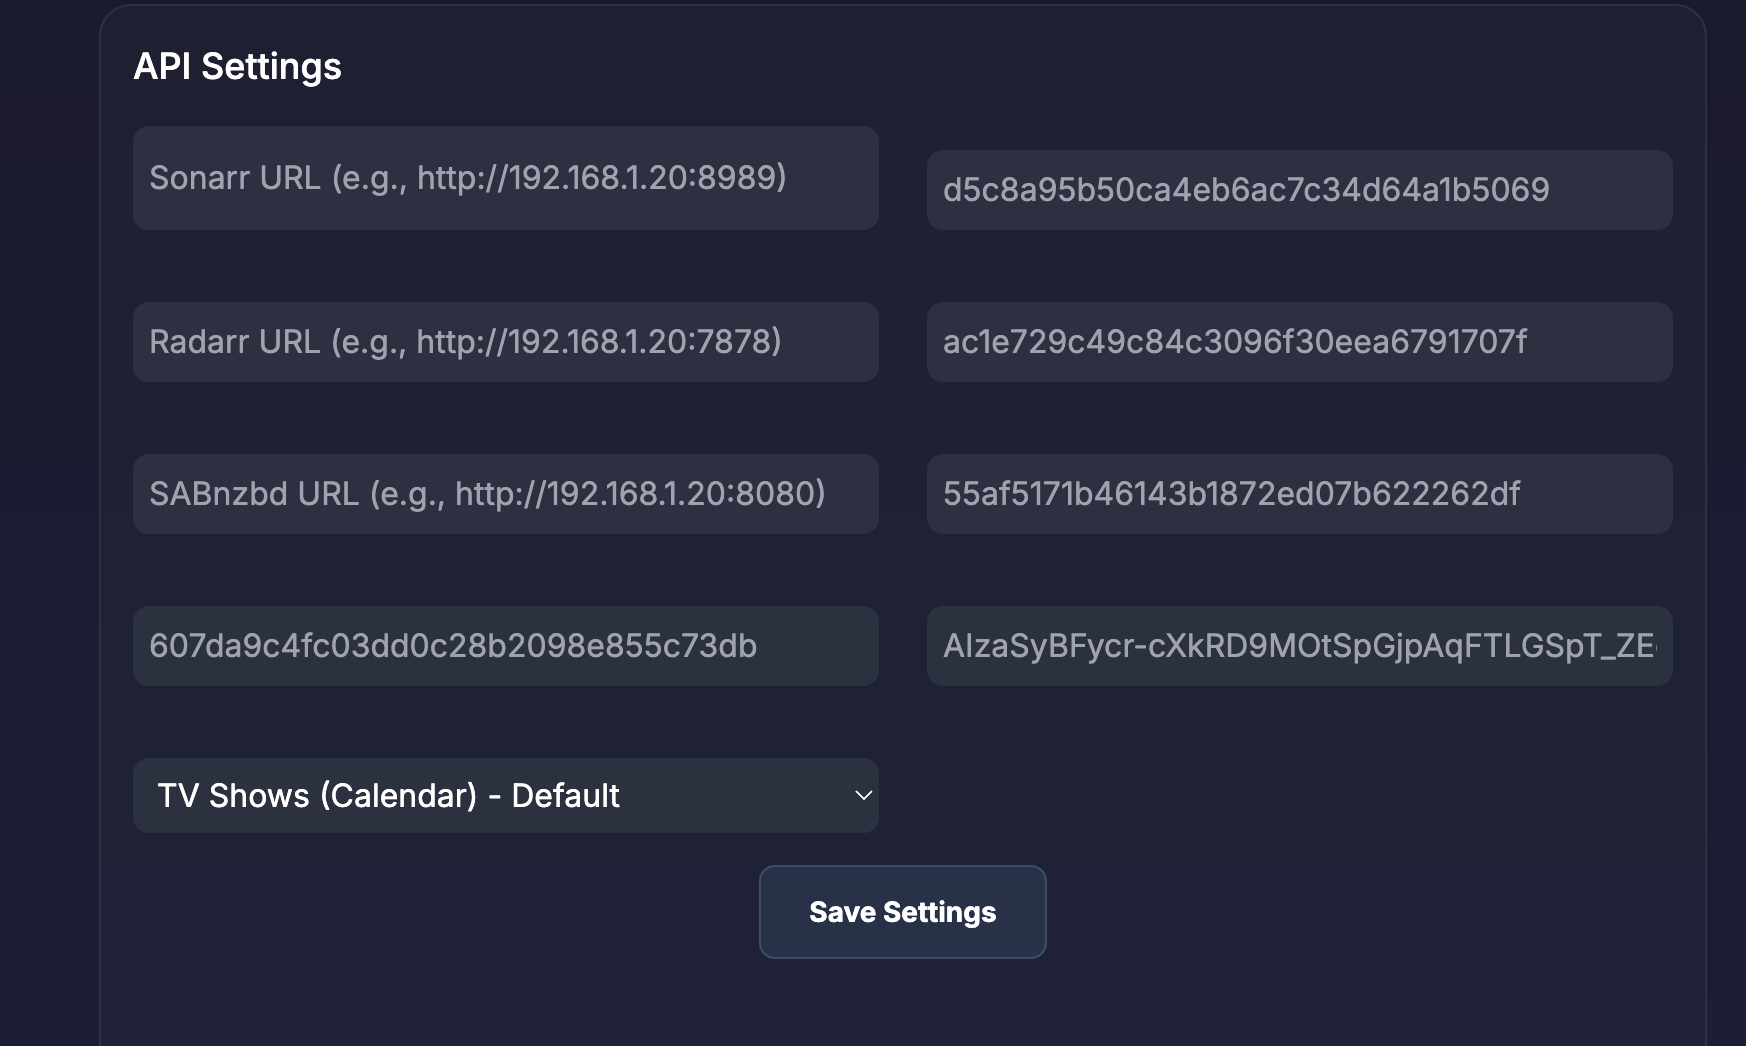 API Settings
Sonarr URL (e.g., http://192.168.1.20:8989)
d5c8a95b50ca4eb6ac7c34d64a1b5069
Radarr URL (e.g., http://192.168.1.20:7878)
ac1e729c49c84c3096f30eea6791707f
SABnzbd URL (e.g., http://192.168.1.20:8080)
55af5171b46143b1872ed07b622262df
607da9c4fc03dd0c28b2098e855c73db
AIzaSyBFycr-cXkRD9MOtSpGjpAqFTLGSpT_ZE
TV Shows (Calendar) - Default
Save Settings